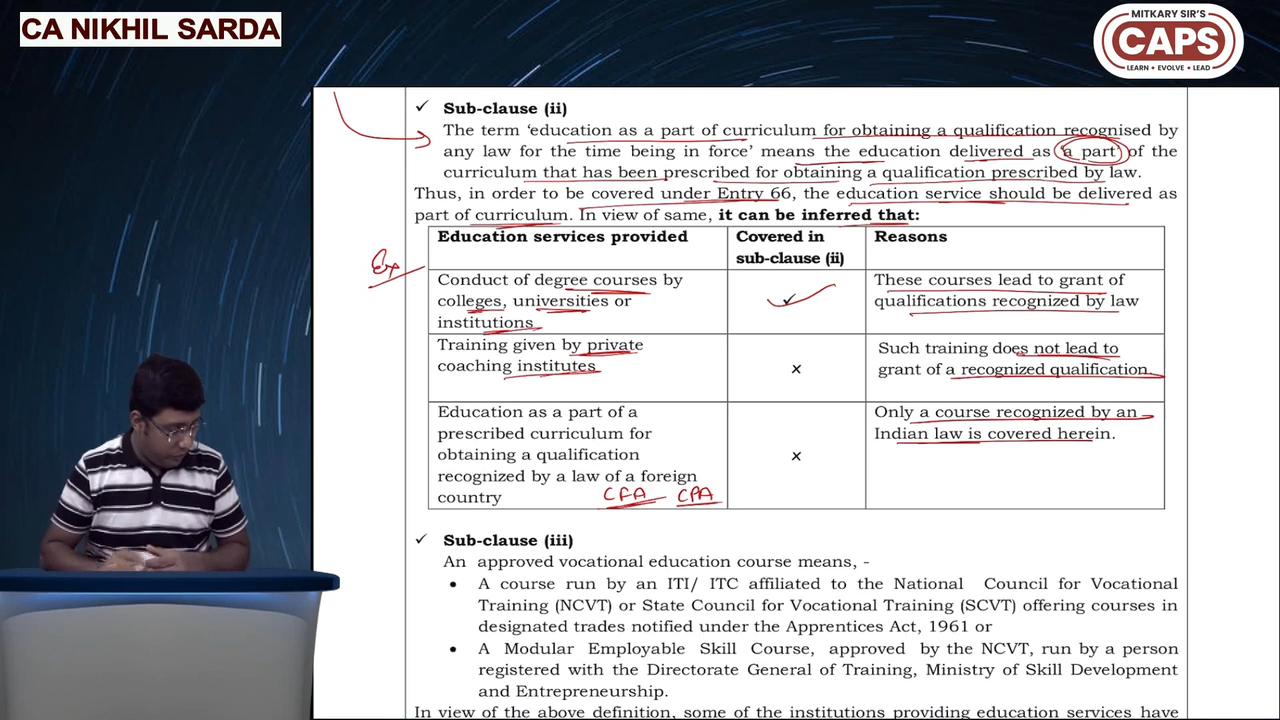 CA NIKHIL SARDA
MITKARY SIR'S
CAPS
LEARN • EVOLVE • LEAD
✓ Sub-clause (ii)
The term 'education as a part of curriculum for obtaining a qualification recognised by
any law for the time being in force' means the education delivered as 'a part' of the
curriculum that has been prescribed for obtaining a qualification prescribed by law.
Thus, in order to be covered under Entry 66, the education service should be delivered as
part of curriculum. In view of same, it can be inferred that:
Ex
Education services provided
Covered in
sub-clause (ii)
Reasons
Conduct of degree courses by
colleges, universities or
institutions
✓
These courses lead to grant of
qualifications recognized by law
Training given by private
coaching institutes
×
Such training does not lead to
grant of a recognized qualification.
Education as a part of a
prescribed curriculum for
obtaining a qualification
recognized by a law of a foreign
country
CFA CPA
×
Only a course recognized by an
Indian law is covered herein.
✓ Sub-clause (iii)
An approved vocational education course means, -
• A course run by an ITI/ ITC affiliated to the National Council for Vocational
Training (NCVT) or State Council for Vocational Training (SCVT) offering courses in
designated trades notified under the Apprentices Act, 1961 or
• A Modular Employable Skill Course, approved by the NCVT, run by a person
registered with the Directorate General of Training, Ministry of Skill Development
and Entrepreneurship.
In view of the above definition, some of the institutions providing education services have